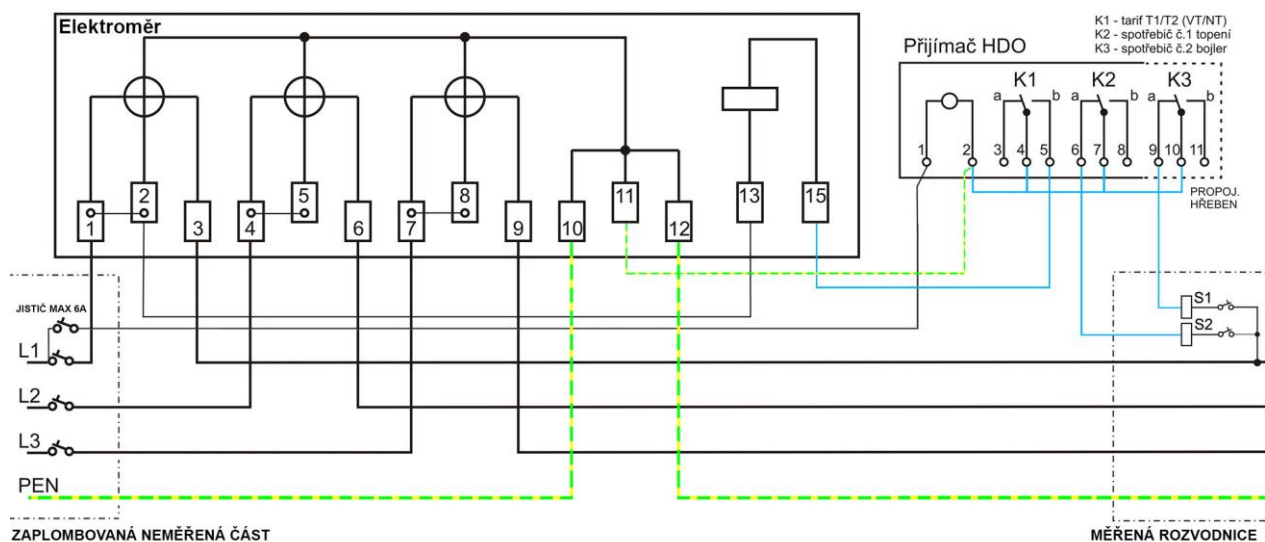 Elektroměr
K1 - tarif T1/T2 (VT/NT)
K2 - spotřebič č.1 topení
K3 - spotřebič č.2 bojler
Přijímač HDO
K1 K2 K3
a b a b a b
1 2 3 4 5 6 7 8 9 10 11
2 5 8 11 13 15
1 3 4 6 7 9 10 12
PROPOJ.
HŘEBEN
JISTIČ MAX 6A
S1
S2
L1
L2
L3
PEN
ZAPLOMBOVANÁ NEMĚŘENÁ ČÁST
MĚŘENÁ ROZVODNICE